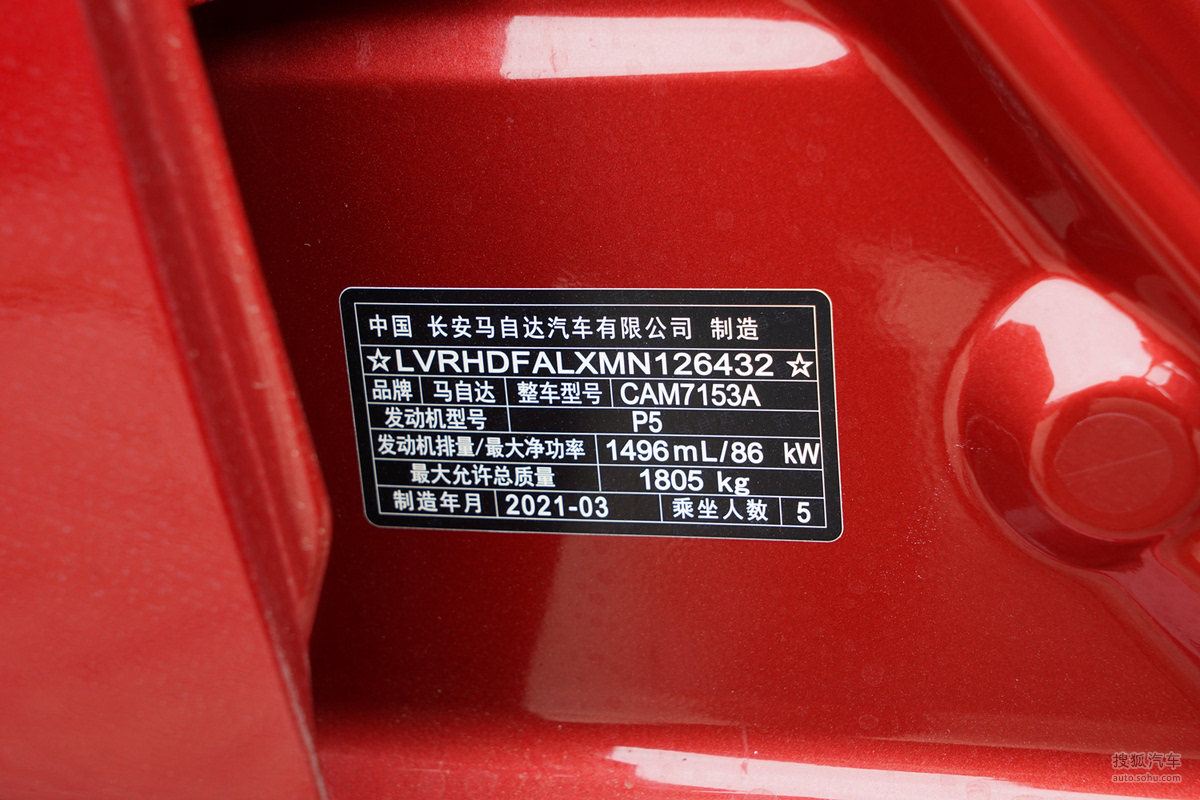 中国 长安马自达汽车有限公司 制造
☆LVRHDFALXMN126432☆
品牌 马自达 整车型号 CAM7153A
发动机型号 P5
发动机排量/最大净功率 1496mL/86 kW
最大允许总质量 1805 kg
制造年月 2021-03 乘坐人数 5
搜狐汽车
auto.sohu.com